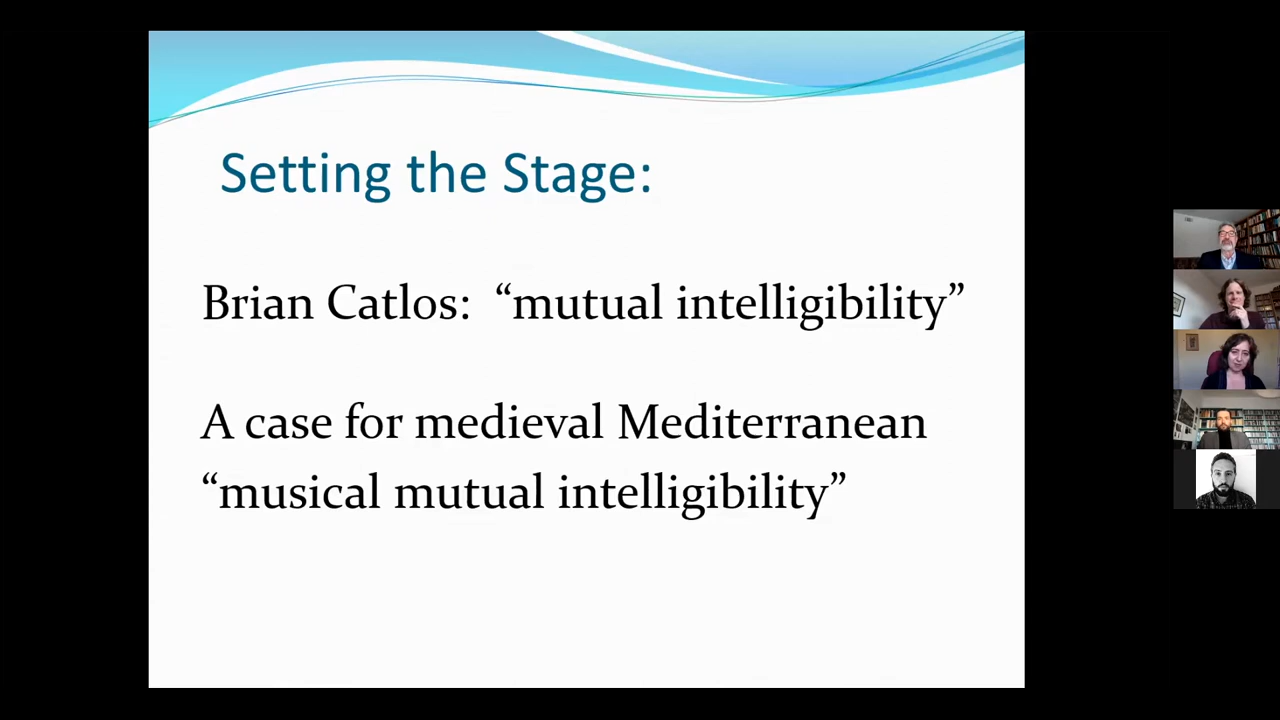 Setting the Stage:
Brian Catlos: “mutual intelligibility”
A case for medieval Mediterranean
“musical mutual intelligibility”